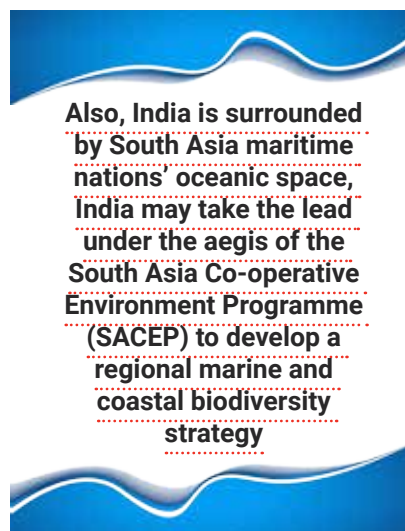 Also, India is surrounded
by South Asia maritime
nations’ oceanic space,
India may take the lead
under the aegis of the
South Asia Co-operative
Environment Programme
(SACEP) to develop a
regional marine and
coastal biodiversity
strategy